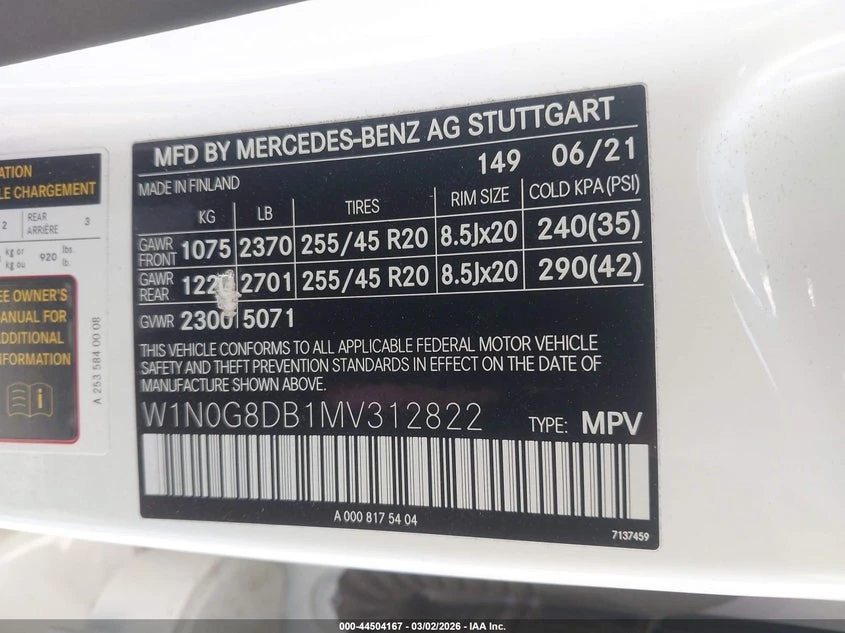 ATION
LE CHARGEMENT
2 REAR ARRIÈRE 3
kg or kg ou 920 lbs. lb.
EE OWNER'S
MANUAL FOR
ADDITIONAL
INFORMATION
A 253 584 00 08
MFD BY MERCEDES-BENZ AG STUTTGART
149 06/21
MADE IN FINLAND
KG LB TIRES RIM SIZE COLD KPA(PSI)
GAWR FRONT 1075 2370 255/45 R20 8.5Jx20 240(35)
GAWR REAR 1220 2701 255/45 R20 8.5Jx20 290(42)
GVWR 2300 5071
THIS VEHICLE CONFORMS TO ALL APPLICABLE FEDERAL MOTOR VEHICLE
SAFETY AND THEFT PREVENTION STANDARDS IN EFFECT ON THE DATE OF
MANUFACTURE SHOWN ABOVE.
W1N0G8DB1MV312822 TYPE: MPV
A 000 817 54 04
7137459
000-44504167 - 03/02/2026 - IAA Inc.